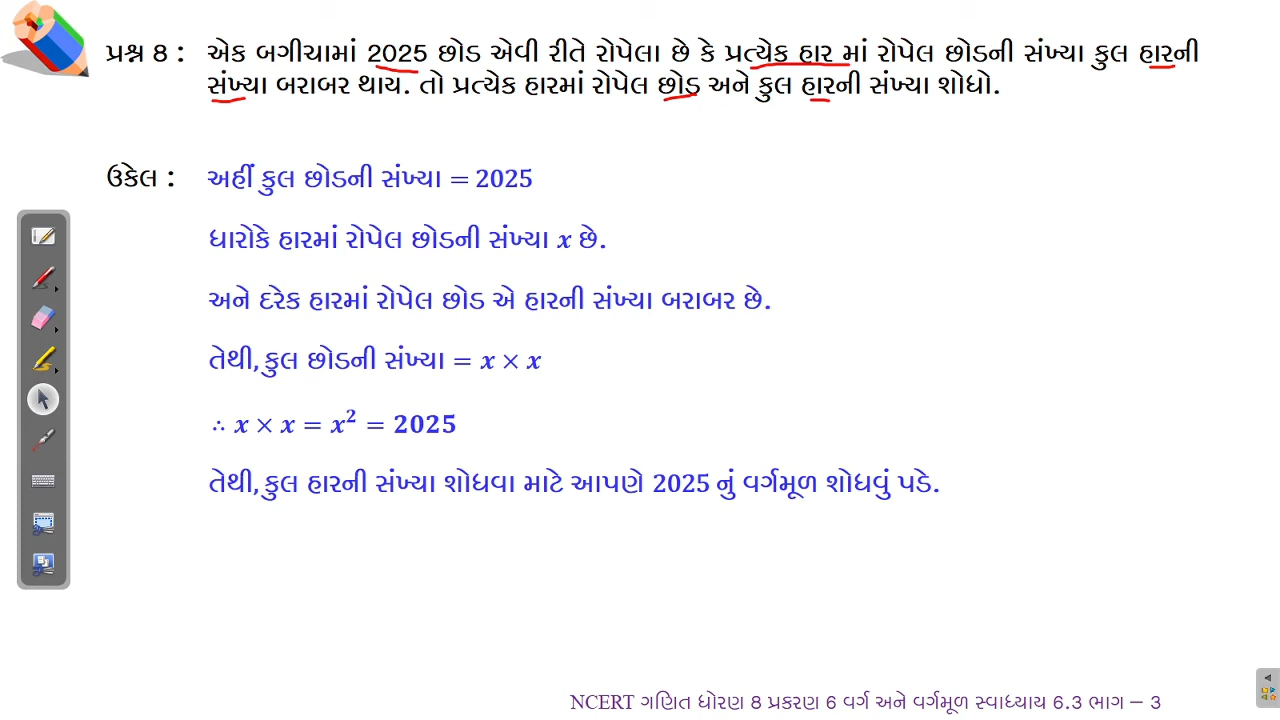 પ્રશ્ન 8 : એક બગીચામાં 2025 છોડ એવી રીતે રોપેલા છે કે પ્રત્યેક હાર માં રોપેલ છોડની સંખ્યા કુલ હારની
સંખ્યા બરાબર થાય. તો પ્રત્યેક હારમાં રોપેલ છોડ અને કુલ હારની સંખ્યા શોધો.
ઉકેલ : અહીં કુલ છોડની સંખ્યા = 2025
ધારોકે હારમાં રોપેલ છોડની સંખ્યા x છે.
અને દરેક હારમાં રોપેલ છોડ એ હારની સંખ્યા બરાબર છે.
તેથી, કુલ છોડની સંખ્યા = x × x
∴ x × x = x² = 2025
તેથી, કુલ હારની સંખ્યા શોધવા માટે આપણે 2025 નું વર્ગમૂળ શોધવું પડે.
NCERT ગણિત ધોરણ 8 પ્રકરણ 6 વર્ગ અને વર્ગમૂળ સ્વાધ્યાય 6.3 ભાગ – 3